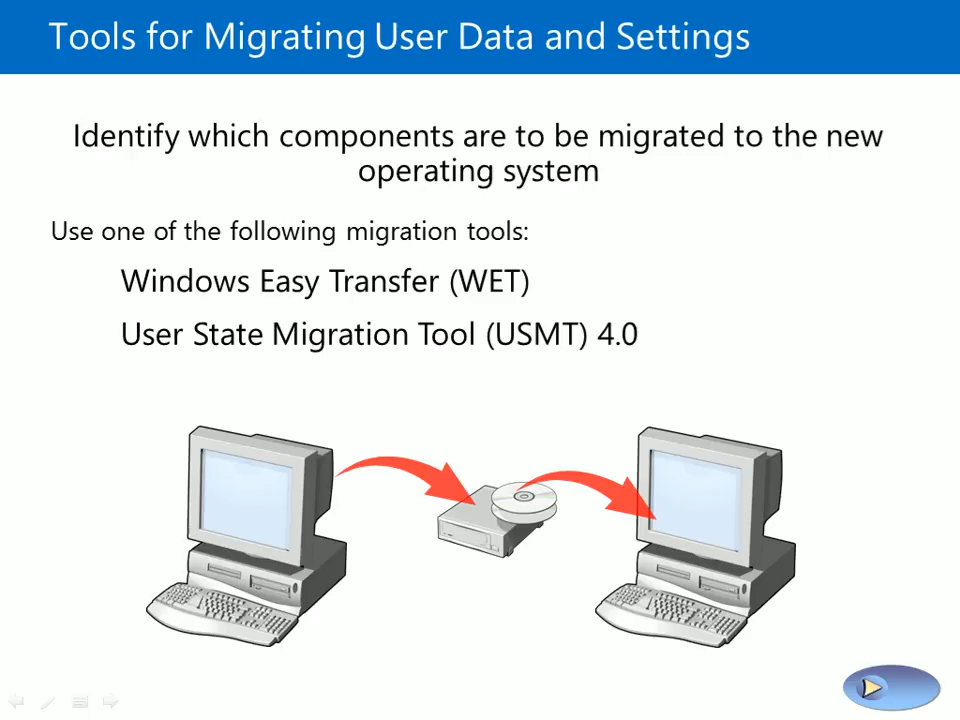 Tools for Migrating User Data and Settings
Identify which components are to be migrated to the new
operating system
Use one of the following migration tools:
Windows Easy Transfer (WET)
User State Migration Tool (USMT) 4.0